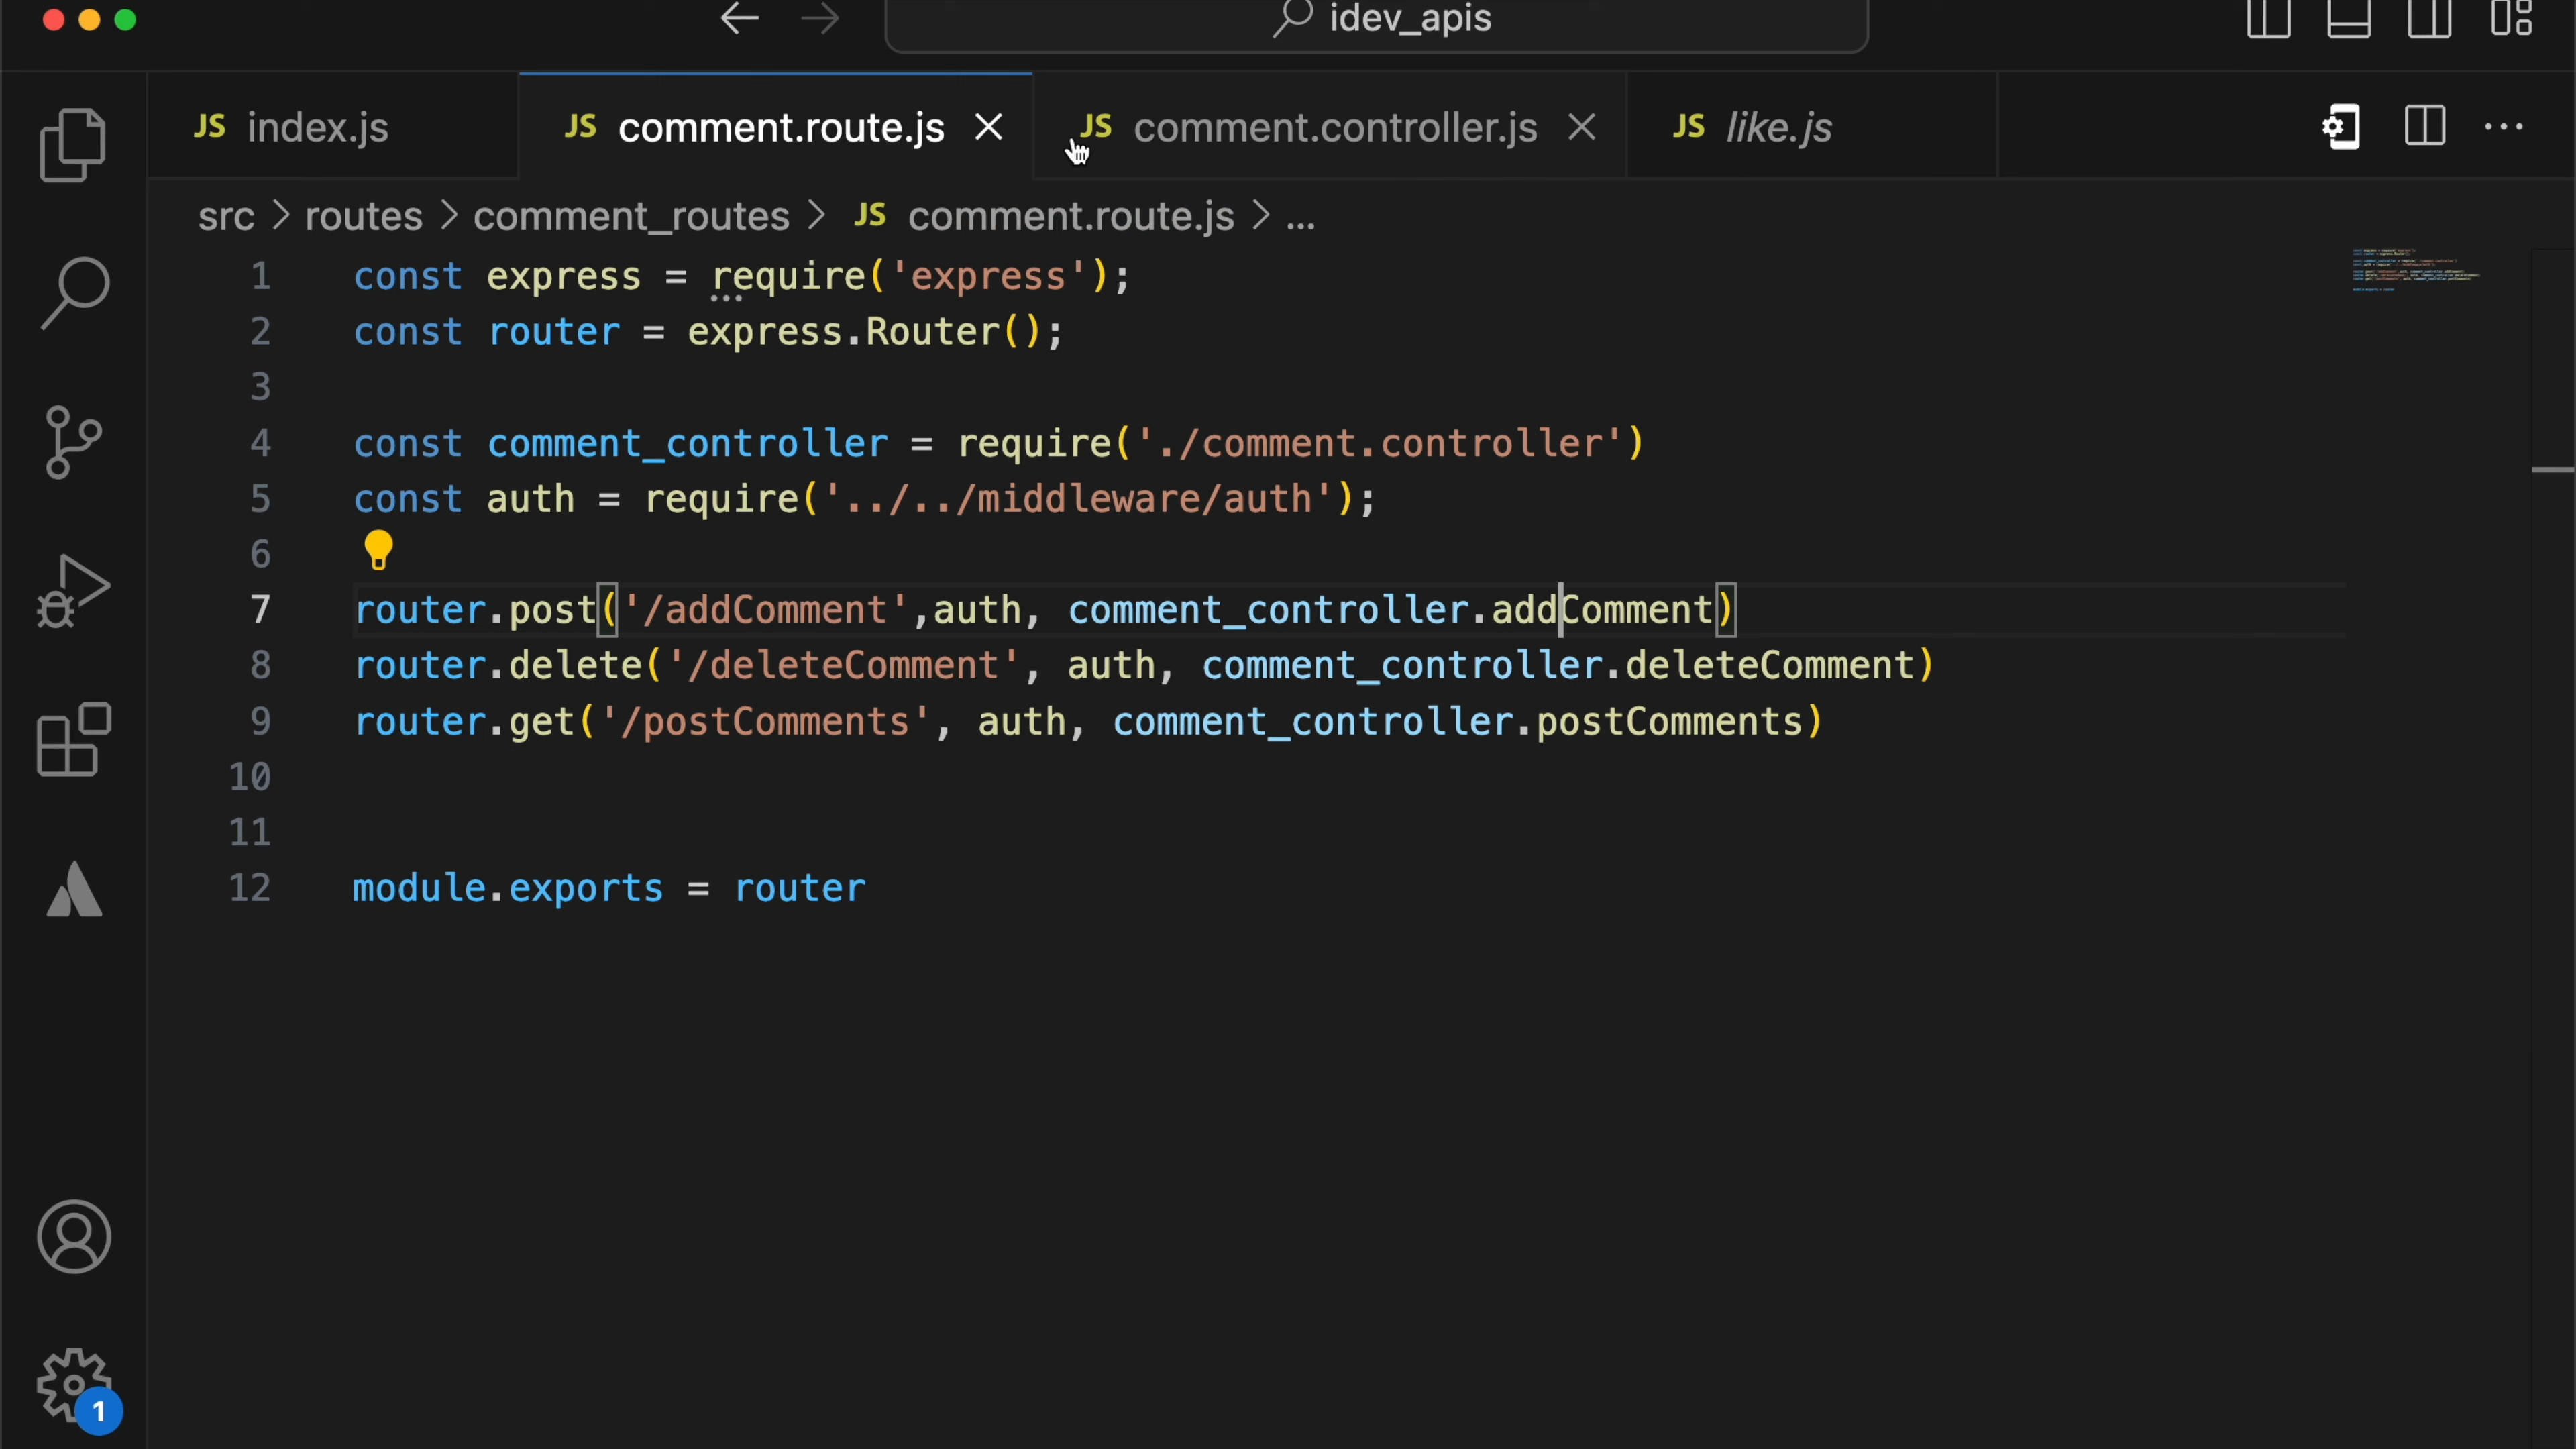 idev_apis
JS index.js
JS comment.route.js
JS comment.controller.js
JS like.js
src > routes > comment_routes > JS comment.route.js > ...
1 const express = require('express');
2 const router = express.Router();
3
4 const comment_controller = require('./comment.controller')
5 const auth = require('../../middleware/auth');
6
7 router.post('/addComment',auth, comment_controller.addComment)
8 router.delete('/deleteComment', auth, comment_controller.deleteComment)
9 router.get('/postComments', auth, comment_controller.postComments)
10
11
12 module.exports = router
1